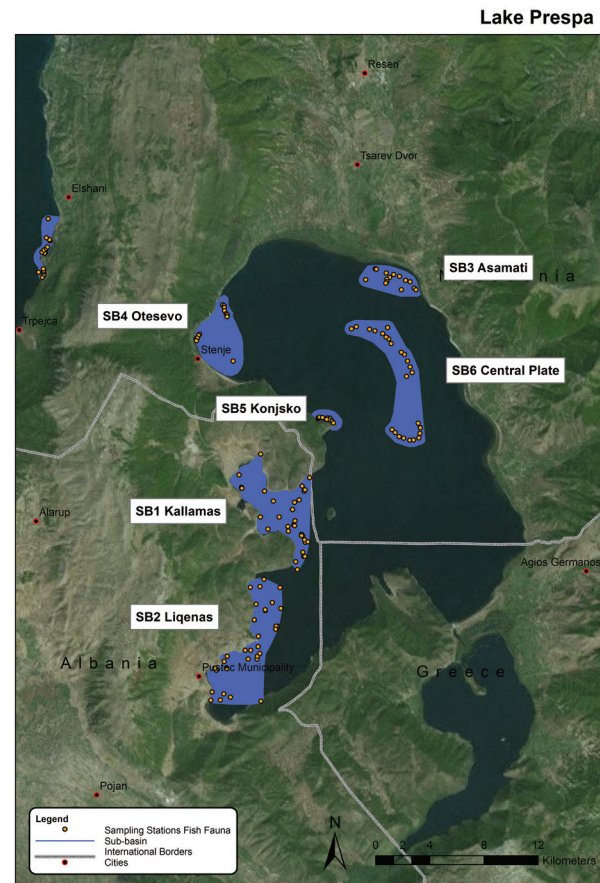 Lake Prespa
Resen
Tsarev Dvor
Elshani
SB3 Asamati
SB4 Otesevo
Trpejca
Stenje
SB6 Central Plate
SB5 Konjsko
SB1 Kallamas
Alarup
Agios Germanos
SB2 Liqenas
Albania
Pustec Municipality
Greece
Pojan
Legend
Sampling Stations Fish Fauna
Sub-basin
International Borders
Cities
N
0 2 4 8 12
Kilometers